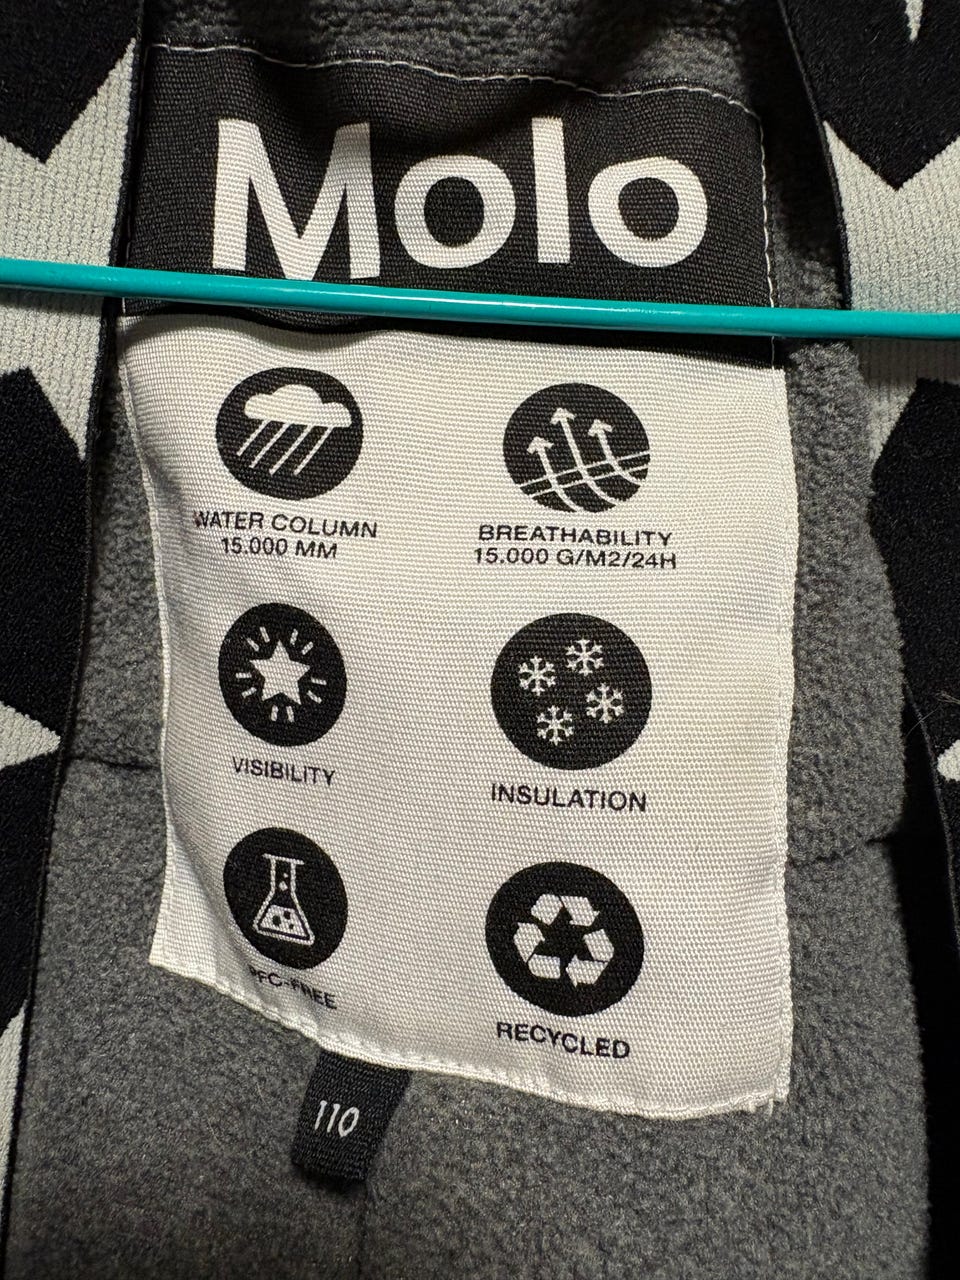 Molo
WATER COLUMN
15.000 MM
BREATHABILITY
15.000 G/M2/24H
VISIBILITY
INSULATION
PFC-FREE
RECYCLED
110